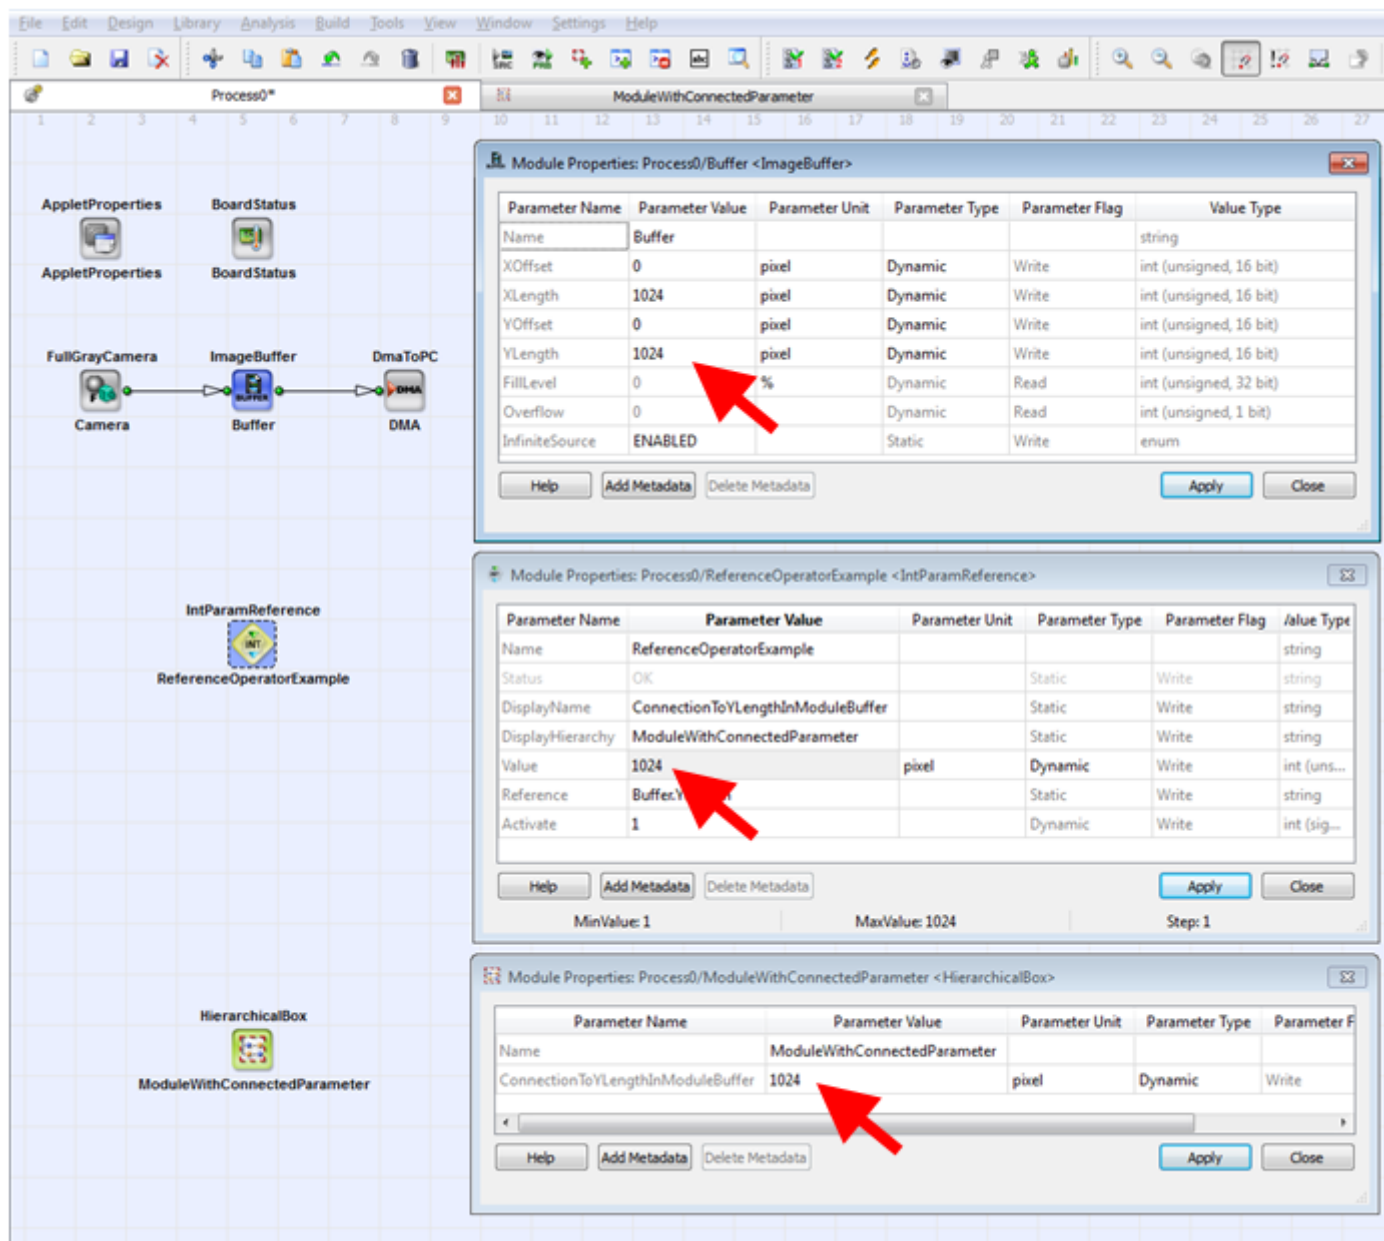 File Edit Design Library Analysis Build Tools View Window Settings Help
Process0* ModuleWithConnectedParameter
1 2 3 4 5 6 7 8 9 10 11 12 13 14 15 16 17 18 19 20 21 22 23 24 25 26 27
Module Properties: Process0/Buffer <ImageBuffer>
Parameter Name Parameter Value Parameter Unit Parameter Type Parameter Flag Value Type
Name Buffer string
XOffset 0 pixel Dynamic Write int (unsigned, 16 bit)
XLength 1024 pixel Dynamic Write int (unsigned, 16 bit)
YOffset 0 pixel Dynamic Write int (unsigned, 16 bit)
YLength 1024 pixel Dynamic Write int (unsigned, 16 bit)
FillLevel 0 % Dynamic Read int (unsigned, 32 bit)
Overflow 0 Dynamic Read int (unsigned, 1 bit)
InfiniteSource ENABLED Static Write enum
Help Add Metadata Delete Metadata Apply Close
AppletProperties BoardStatus
AppletProperties BoardStatus
FullGrayCamera ImageBuffer DmaToPC
BUFFER DMA
Camera Buffer DMA
IntParamReference
INT
ReferenceOperatorExample
Module Properties: Process0/ReferenceOperatorExample <IntParamReference>
Parameter Name Parameter Value Parameter Unit Parameter Type Parameter Flag Value Type
Name ReferenceOperatorExample string
Status OK Static Write string
DisplayName ConnectionToYLengthInModuleBuffer Static Write string
DisplayHierarchy ModuleWithConnectedParameter Static Write string
Value 1024 pixel Dynamic Write int (uns...
Reference Static Write string
Activate 1 Dynamic Write int (sig...
Help Add Metadata Delete Metadata Apply Close
MinValue: 1 MaxValue: 1024 Step: 1
HierarchicalBox
ModuleWithConnectedParameter
Module Properties: Process0/ModuleWithConnectedParameter <HierarchicalBox>
Parameter Name Parameter Value Parameter Unit Parameter Type Parameter F
Name ModuleWithConnectedParameter
ConnectionToYLengthInModuleBuffer 1024 pixel Dynamic Write
Help Add Metadata Delete Metadata Apply Close